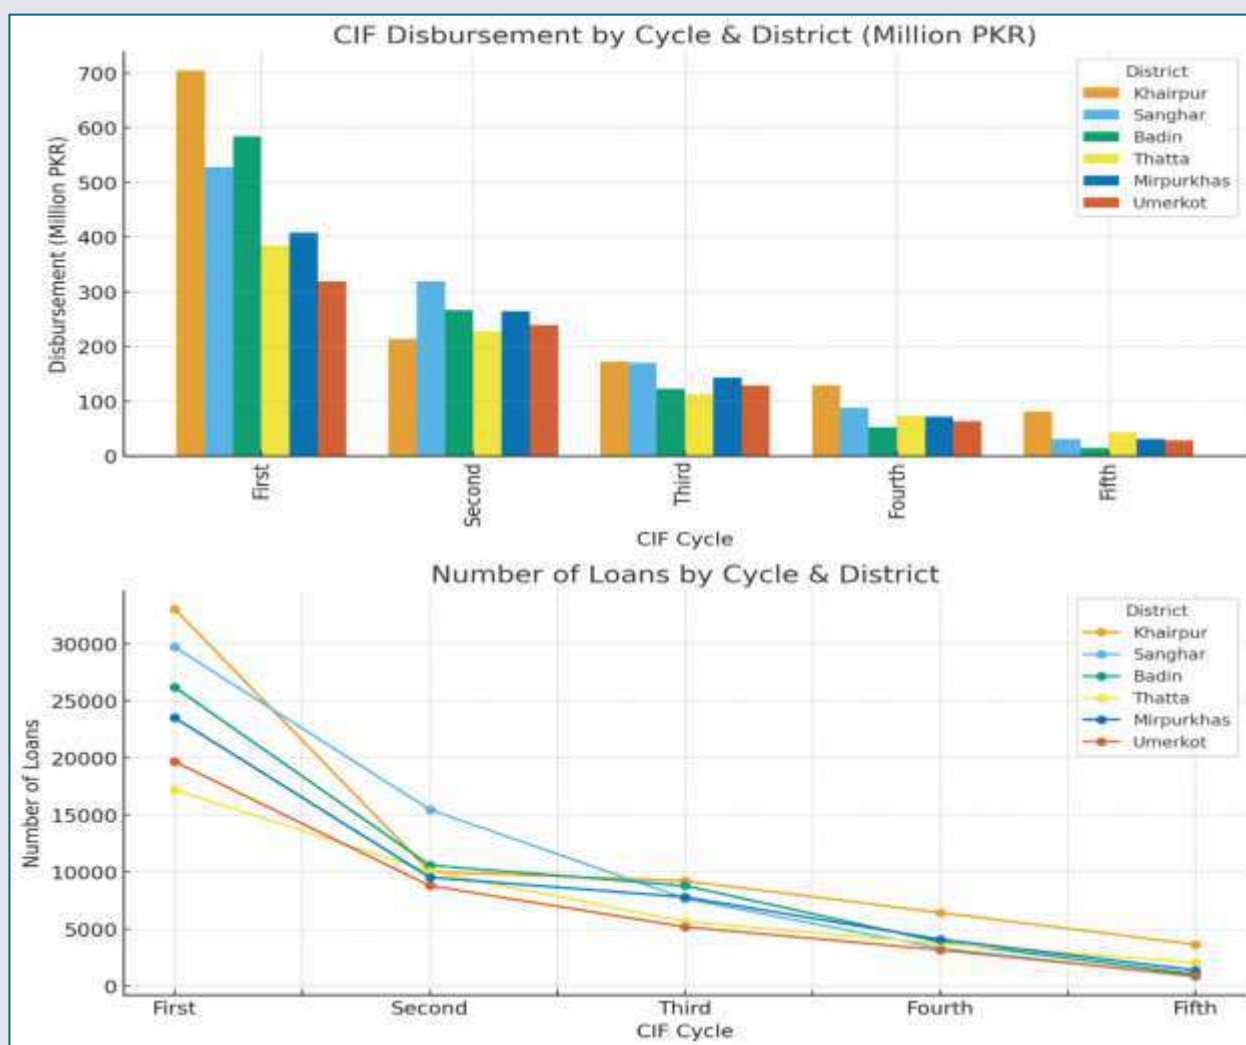 CIF Disbursement by Cycle & District (Million PKR)
Disbursement (Million PKR)
700
600
500
400
300
200
100
0
District
Khairpur
Sanghar
Badin
Thatta
Mirpurkhas
Umerkot
First
Second
Third
Fourth
Fifth
CIF Cycle
Number of Loans by Cycle & District
Number of Loans
30000
25000
20000
15000
10000
5000
0
District
Khairpur
Sanghar
Badin
Thatta
Mirpurkhas
Umerkot
First
Second
Third
Fourth
Fifth
CIF Cycle